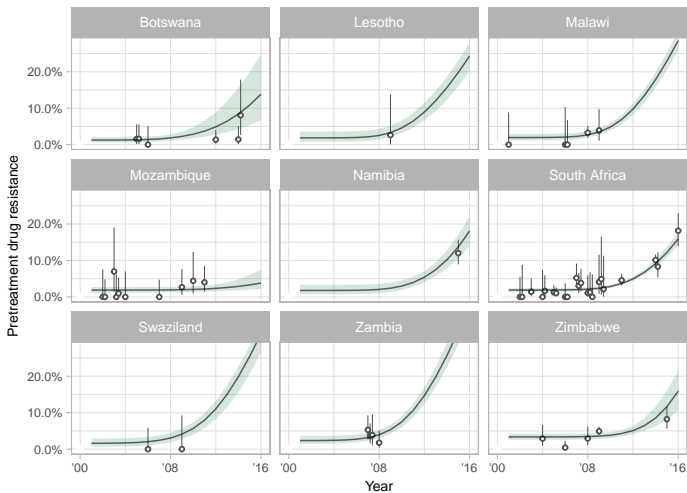 Botswana Lesotho Malawi
20.0%
10.0%
0.0%
Mozambique Namibia South Africa
20.0%
10.0%
0.0%
Swaziland Zambia Zimbabwe
20.0%
10.0%
0.0%
'00 '08 '16 '00 '08 '16 '00 '08 '16
Year
Pretreatment drug resistance